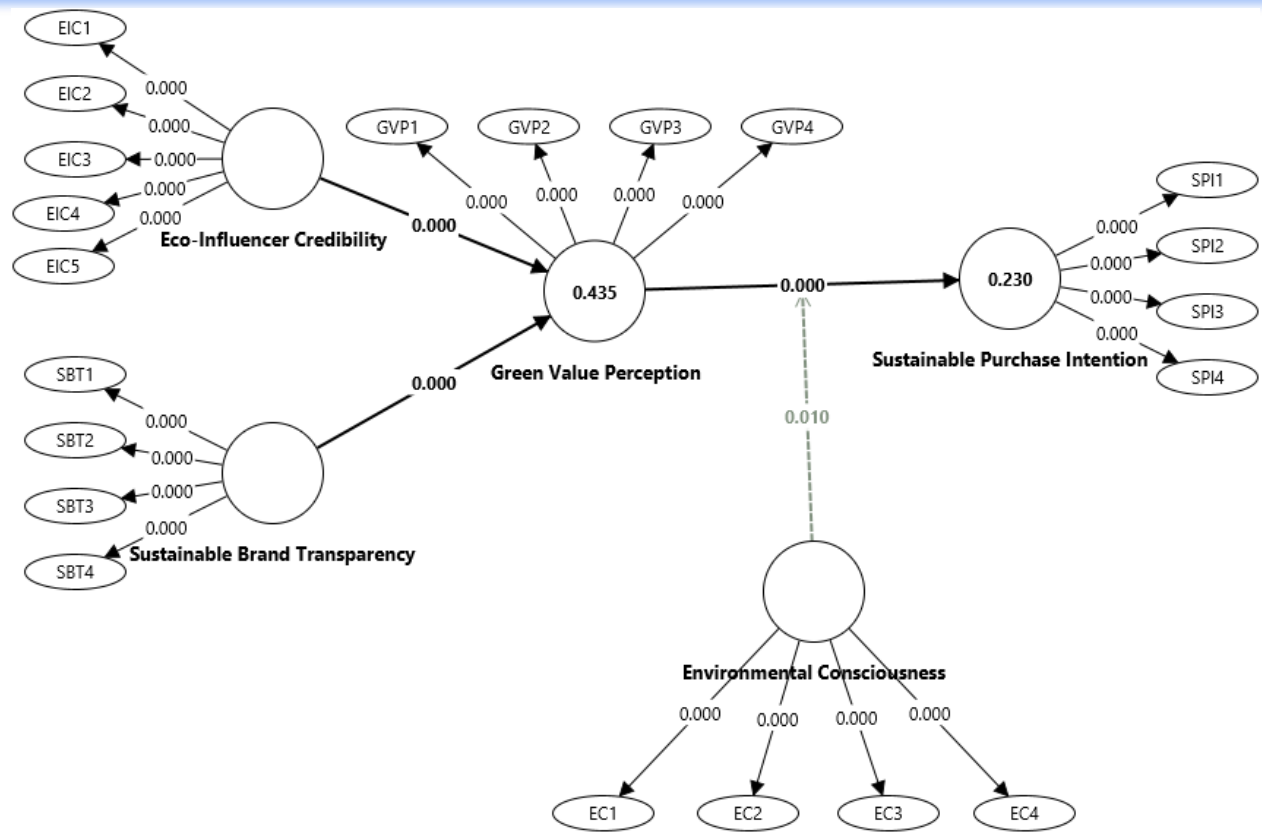 EIC1
0.000
EIC2
0.000
EIC3
0.000
EIC4
0.000
EIC5
0.000
Eco-Influencer Credibility
0.000
GVP1
GVP2
GVP3
GVP4
0.000
0.000
0.000
0.000
0.435
Green Value Perception
0.000
0.230
Sustainable Purchase Intention
SPI1
0.000
SPI2
0.000
SPI3
0.000
SPI4
0.000
SBT1
0.000
SBT2
0.000
SBT3
0.000
SBT4
0.000
Sustainable Brand Transparency
0.000
0.010
Environmental Consciousness
0.000
0.000
0.000
0.000
EC1
EC2
EC3
EC4